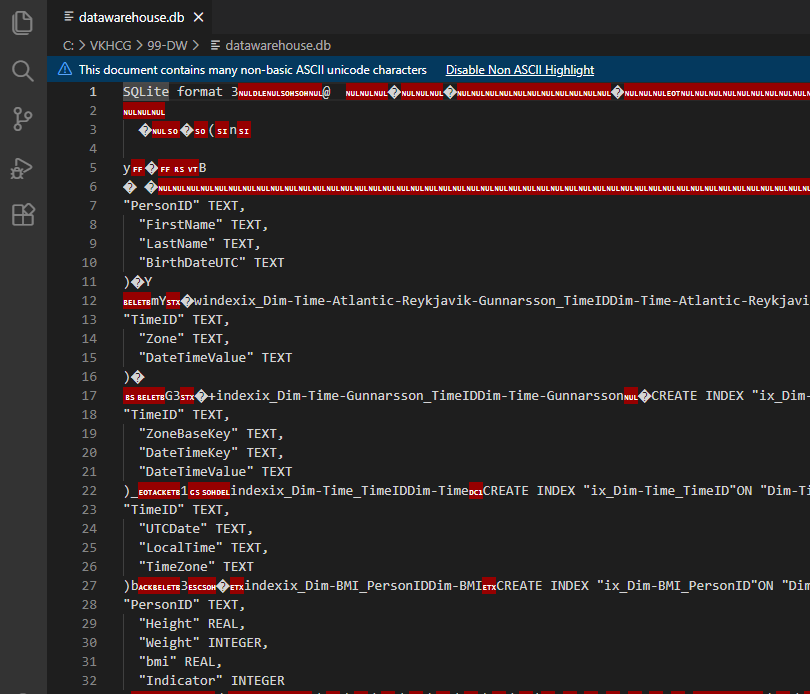 datawarehouse.db ×
C: > VKHCG > 99-DW > datawarehouse.db
This document contains many non-basic ASCII unicode characters Disable Non ASCII Highlight
1 SQLite format 3NULDLENULSOHSOHNUL@ NULNULNUL�NULNULNUL�NULNULNULNULNULNULNULNULNULNULNUL�NULNULNULEOTNULNULNULNULNULNULNULNULNUL
2 NULNULNUL
3 �NULSO�SO(SInSI
4
5 yFF�FFRSVTB
6 � �NULNULNULNULNULNULNULNULNULNULNULNULNULNULNULNULNULNULNULNULNULNULNULNULNULNULNULNULNULNULNULNULNULNULNULNULNULNULNULNULNULNULNULNULNULNUL
7 "PersonID" TEXT,
8 "FirstName" TEXT,
9 "LastName" TEXT,
10 "BirthDateUTC" TEXT
11 )�Y
12 BELETBmYSTX�windexix_Dim-Time-Atlantic-Reykjavik-Gunnarsson_TimeIDDim-Time-Atlantic-Reykjavi
13 "TimeID" TEXT,
14 "Zone" TEXT,
15 "DateTimeValue" TEXT
16 )�
17 BSBELETBG3STX�+indexix_Dim-Time-Gunnarsson_TimeIDDim-Time-GunnarssonNUL�CREATE INDEX "ix_Dim-
18 "TimeID" TEXT,
19 "ZoneBaseKey" TEXT,
20 "DateTimeKey" TEXT,
21 "DateTimeValue" TEXT
22 )_EOTACKETB1GSSOHDELindexix_Dim-Time_TimeIDDim-TimeDC1CREATE INDEX "ix_Dim-Time_TimeID"ON "Dim-Ti
23 "TimeID" TEXT,
24 "UTCDate" TEXT,
25 "LocalTime" TEXT,
26 "TimeZone" TEXT
27 )bACKBELETB3ESCSOH�ETXindexix_Dim-BMI_PersonIDDim-BMIETXCREATE INDEX "ix_Dim-BMI_PersonID"ON "Dim
28 "PersonID" TEXT,
29 "Height" REAL,
30 "Weight" INTEGER,
31 "bmi" REAL,
32 "Indicator" INTEGER